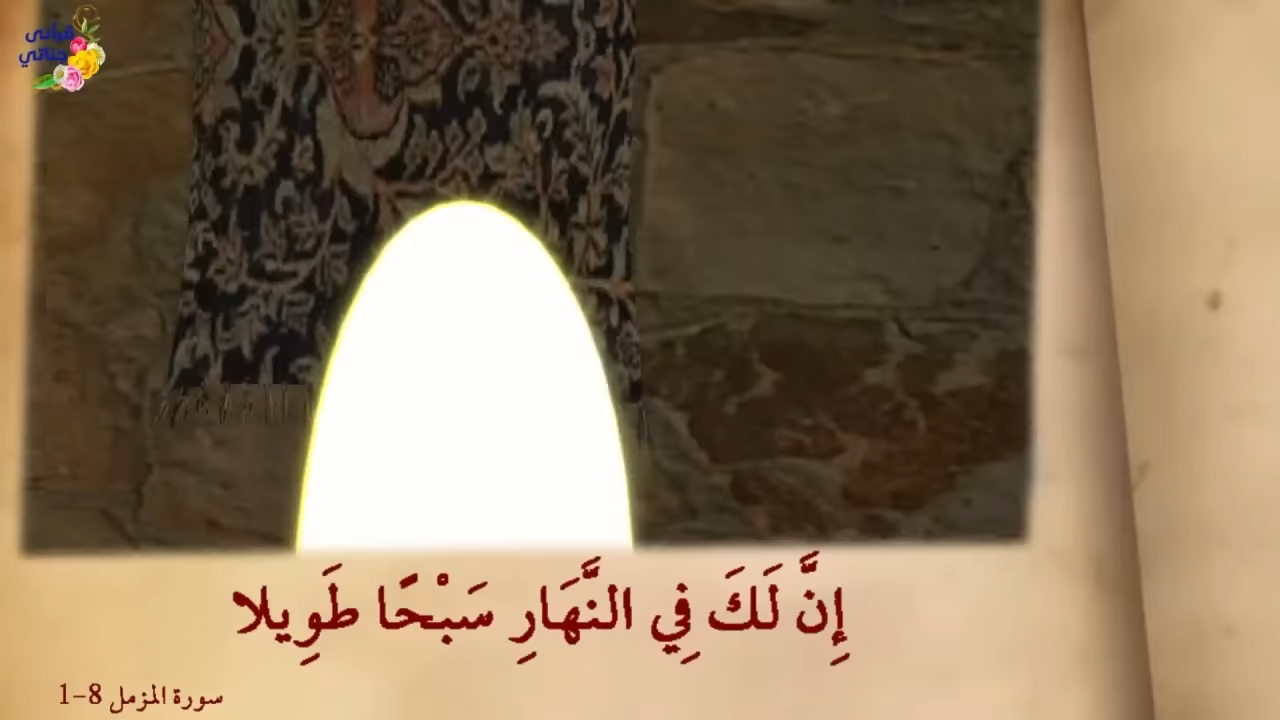 قرآني
جناتي
إِنَّ لَكَ فِي النَّهَارِ سَبْحًا طَوِيلا
سورة المزمل 8-1